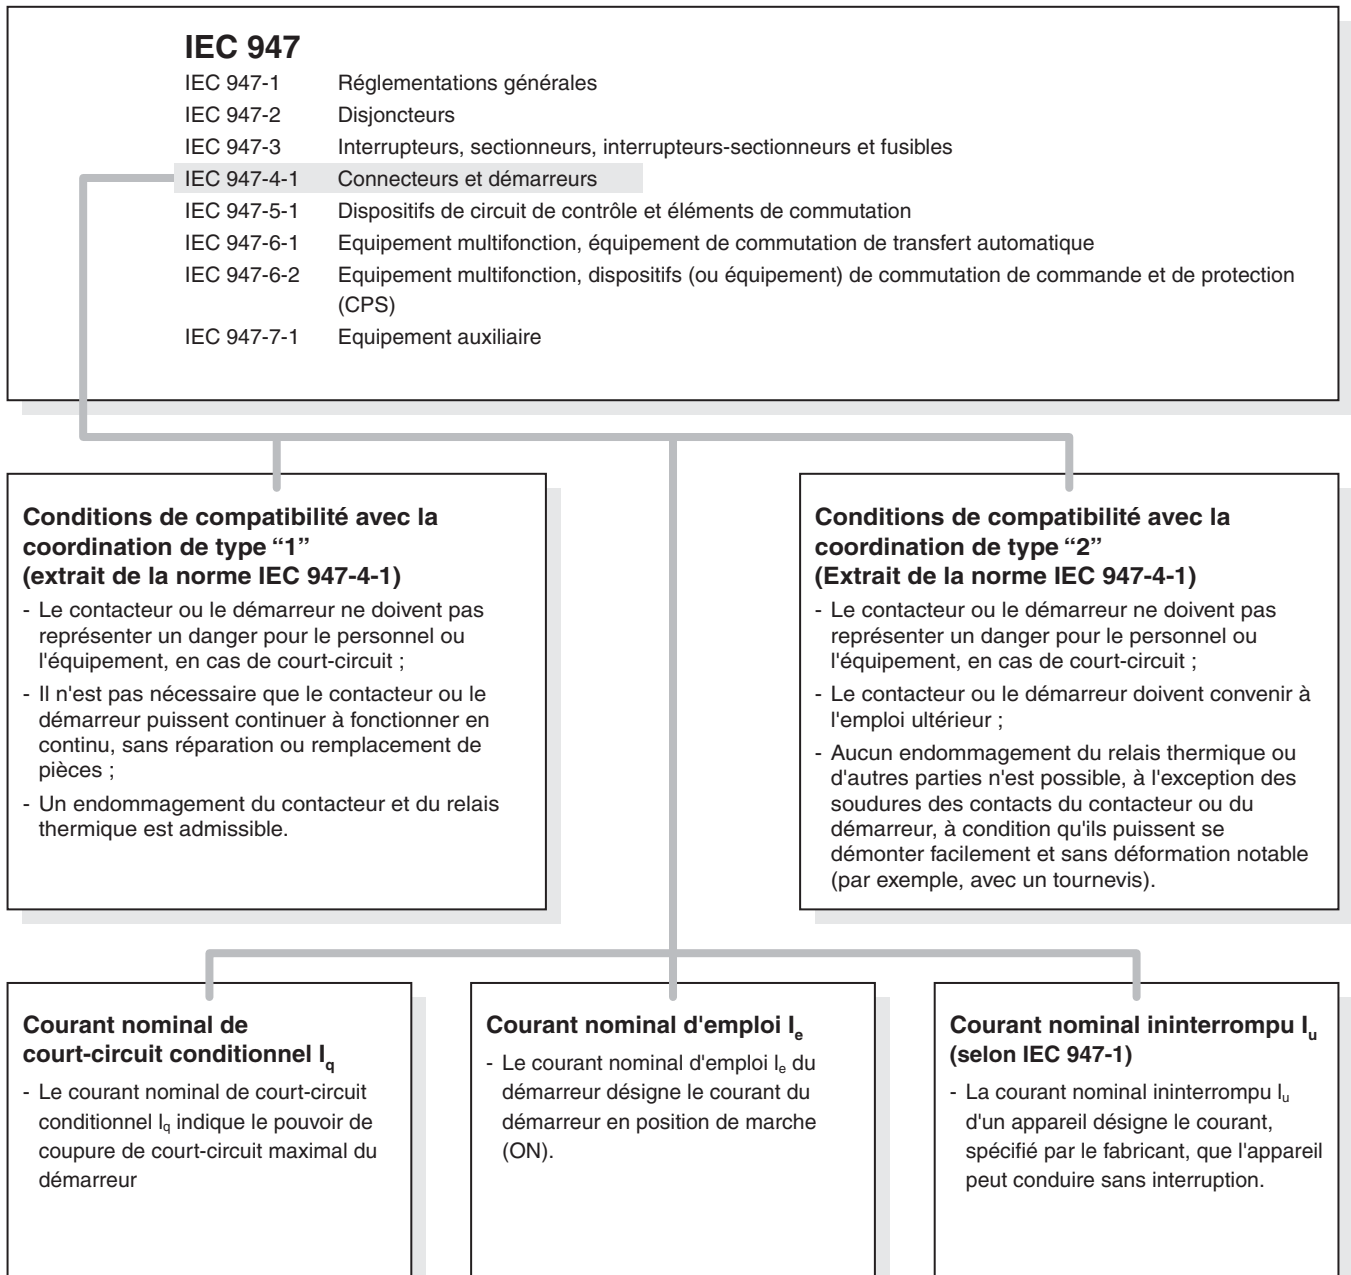 IEC 947
IEC 947-1 Réglementations générales
IEC 947-2 Disjoncteurs
IEC 947-3 Interrupteurs, sectionneurs, interrupteurs-sectionneurs et fusibles
IEC 947-4-1 Connecteurs et démarreurs
IEC 947-5-1 Dispositifs de circuit de contrôle et éléments de commutation
IEC 947-6-1 Equipement multifonction, équipement de commutation de transfert automatique
IEC 947-6-2 Equipement multifonction, dispositifs (ou équipement) de commutation de commande et de protection
(CPS)
IEC 947-7-1 Equipement auxiliaire
Conditions de compatibilité avec la
coordination de type “1”
(extrait de la norme IEC 947-4-1)
- Le contacteur ou le démarreur ne doivent pas
représenter un danger pour le personnel ou
l'équipement, en cas de court-circuit ;
- Il n'est pas nécessaire que le contacteur ou le
démarreur puissent continuer à fonctionner en
continu, sans réparation ou remplacement de
pièces ;
- Un endommagement du contacteur et du relais
thermique est admissible.
Conditions de compatibilité avec la
coordination de type “2”
(Extrait de la norme IEC 947-4-1)
- Le contacteur ou le démarreur ne doivent pas
représenter un danger pour le personnel ou
l'équipement, en cas de court-circuit ;
- Le contacteur ou le démarreur doivent convenir à
l'emploi ultérieur ;
- Aucun endommagement du relais thermique ou
d'autres parties n'est possible, à l'exception des
soudures des contacts du contacteur ou du
démarreur, à condition qu'ils puissent se
démonter facilement et sans déformation notable
(par exemple, avec un tournevis).
Courant nominal de
court-circuit conditionnel Iq
- Le courant nominal de court-circuit
conditionnel Iq indique le pouvoir de
coupure de court-circuit maximal du
démarreur
Courant nominal d'emploi Ie
- Le courant nominal d'emploi Ie du
démarreur désigne le courant du
démarreur en position de marche
(ON).
Courant nominal ininterrompu Iu
(selon IEC 947-1)
- La courant nominal ininterrompu Iu
d'un appareil désigne le courant,
spécifié par le fabricant, que l'appareil
peut conduire sans interruption.